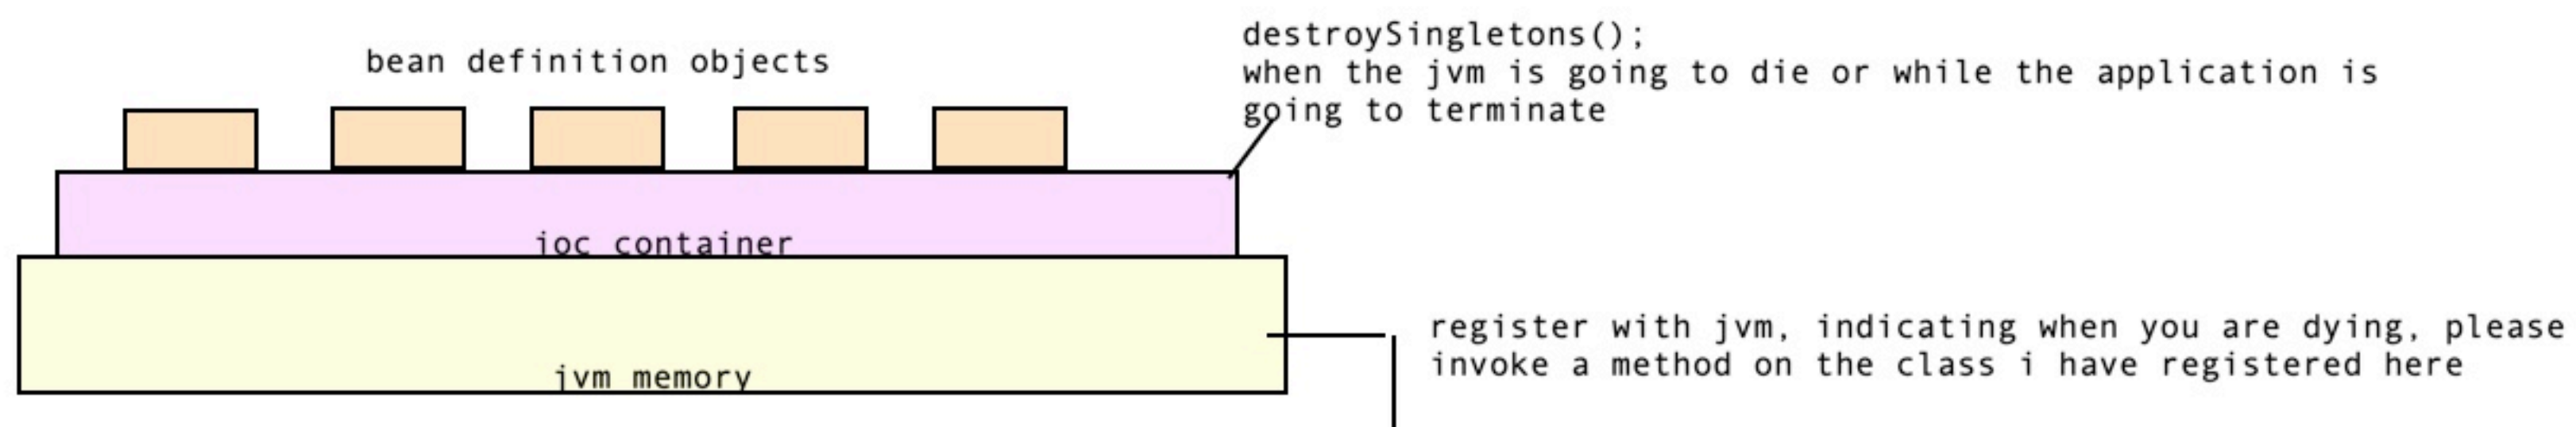 bean definition objects
destroySingletons();
when the jvm is going to die or while the application is
going to terminate
ioc container
register with jvm, indicating when you are dying, please
invoke a method on the class i have registered here
jvm memory